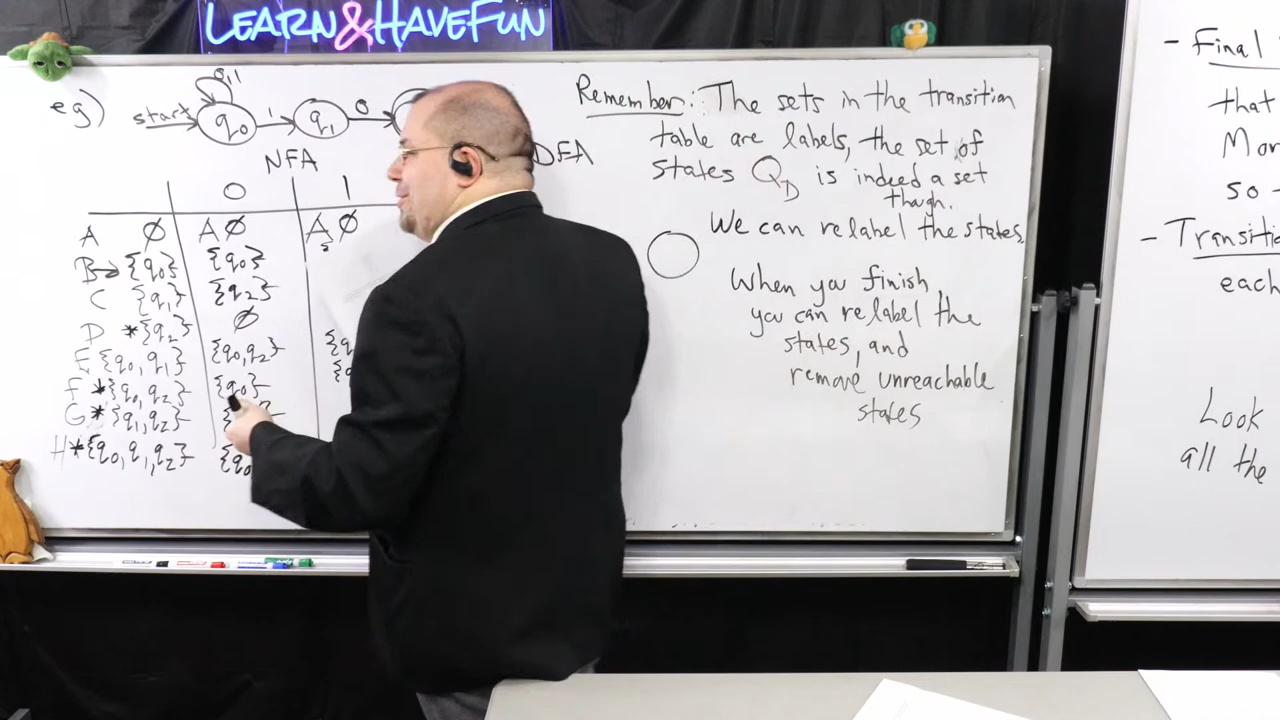 LEARN&HAVEFUN
eg)
start
0,1
q0
1
q1
0
NFA
DFA
0 1
A ∅ A ∅ A ∅
B→ {q0} {q0}
C {q1} {q2}
D *{q2} ∅
E {q0,q1} {q0,q2} {q
F *{q0,q2} {q0} {q
G *{q1,q2} {
H *{q0,q1,q2} {q0
Remember: The sets in the transition
table are labels, the set of
states QD is indeed a set
though.
We can relabel the states.
When you finish,
you can relabel the
states, and
remove unreachable
states
- Final
that
Mor
so
- Transiti
each
Look
all the